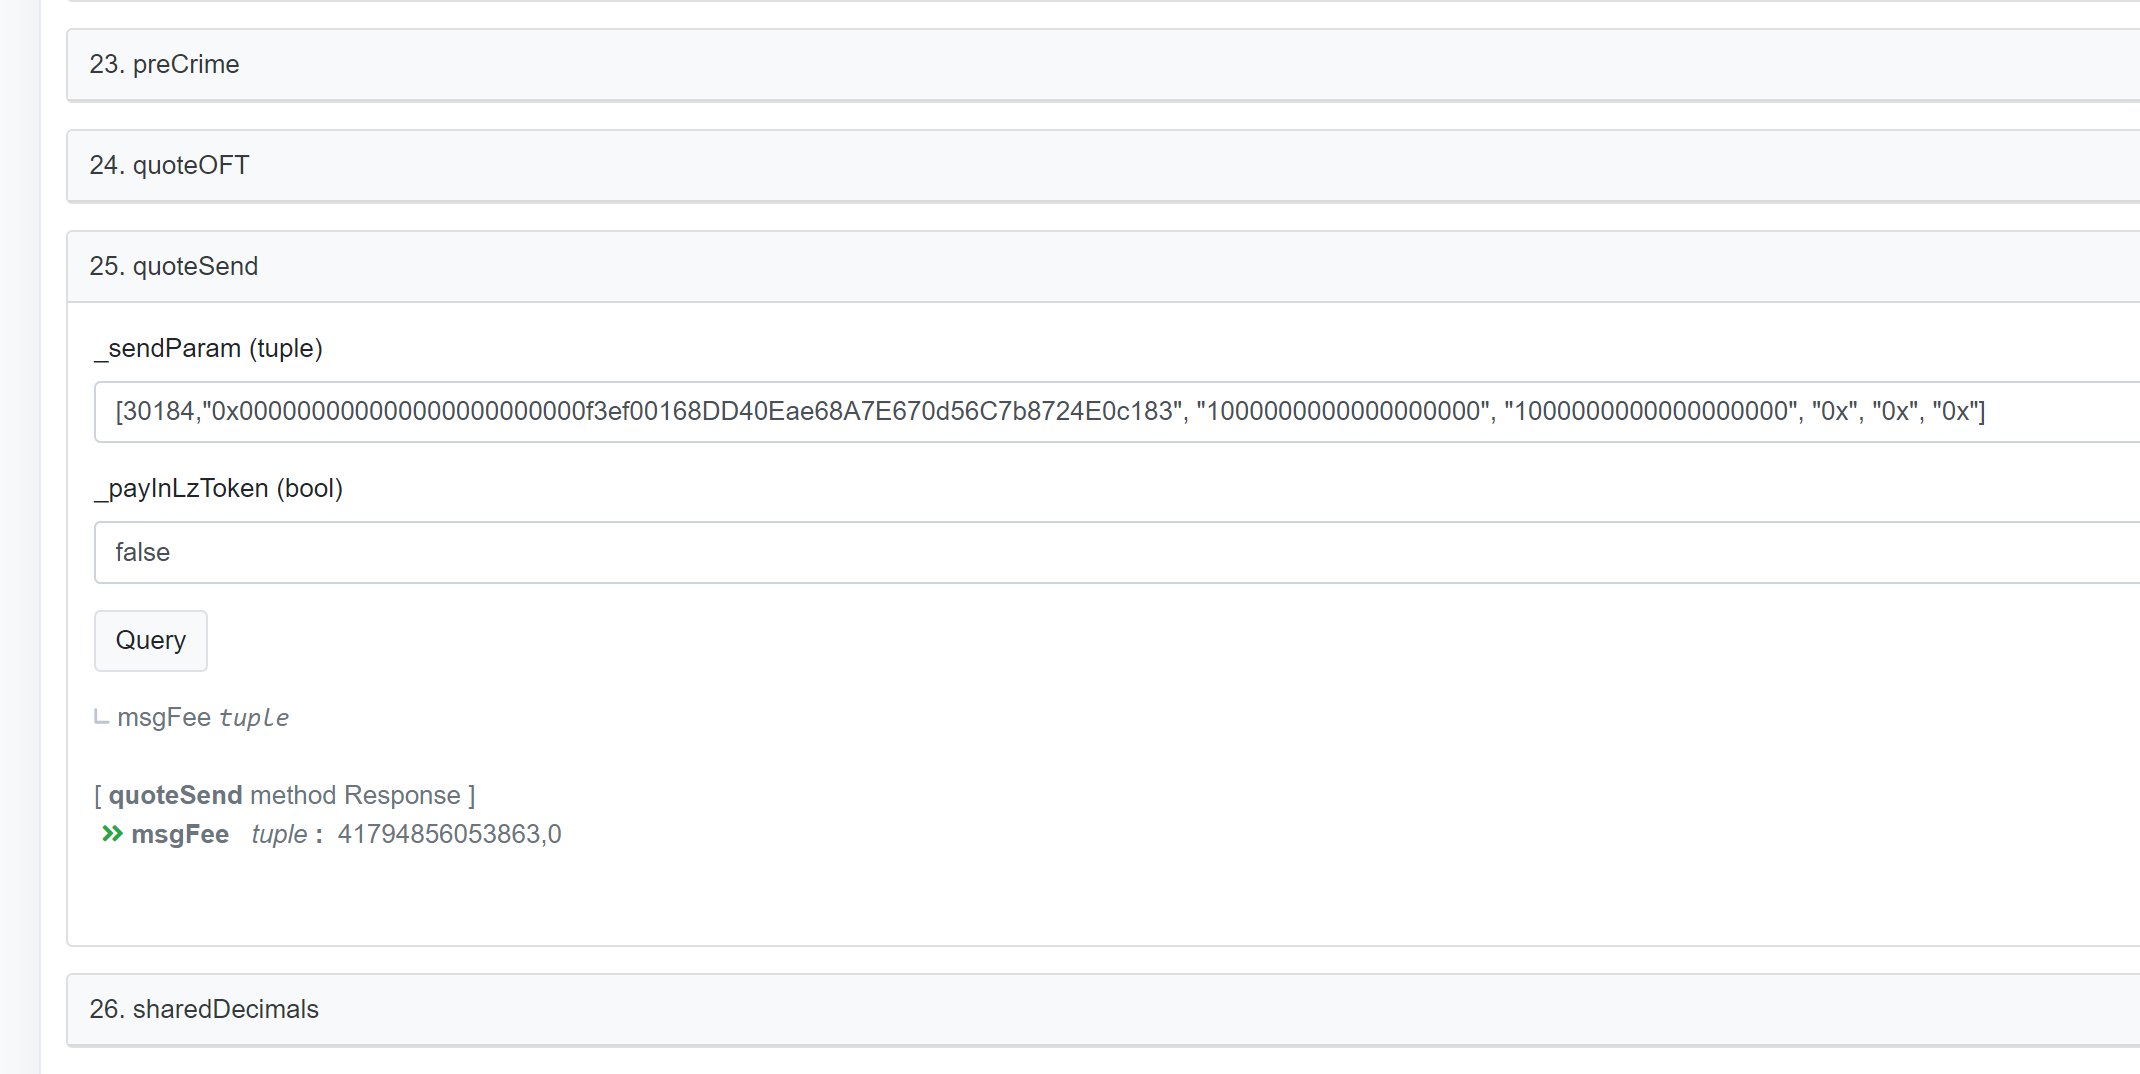 23. preCrime
24. quoteOFT
25. quoteSend
_sendParam (tuple)
[30184,"0x000000000000000000000000f3ef00168DD40Eae68A7E670d56C7b8724E0c183", "1000000000000000000", "1000000000000000000", "0x", "0x", "0x"]
_payInLzToken (bool)
false
Query
msgFee tuple
[ quoteSend method Response ]
msgFee tuple : 41794856053863,0
26. sharedDecimals